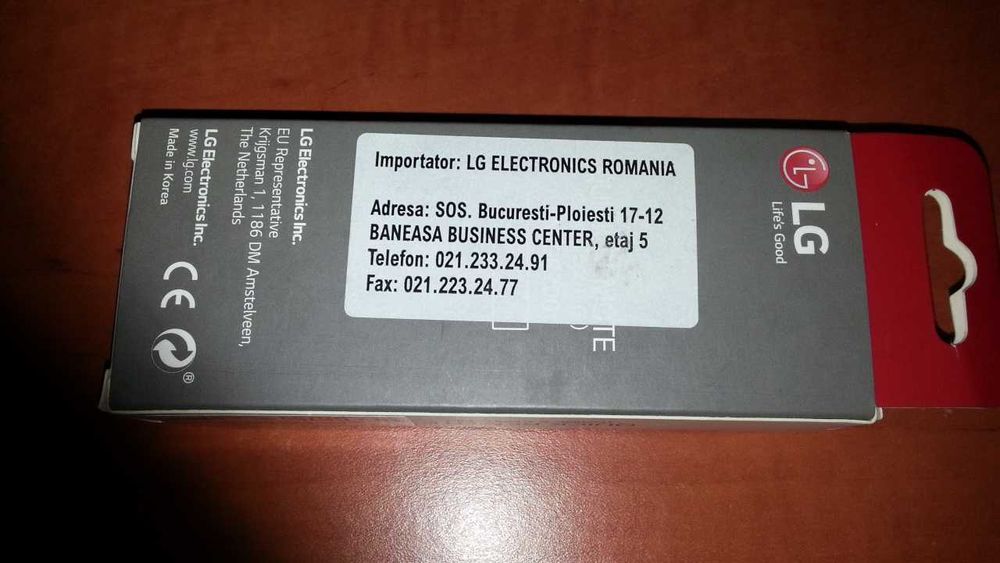 Importator: LG ELECTRONICS ROMANIA
Adresa: SOS. Bucuresti-Ploiesti 17-12
BANEASA BUSINESS CENTER, etaj 5
Telefon: 021.233.24.91
Fax: 021.223.24.77
LG
Life's Good
LG Electronics Inc.
EU Representative
Krijgsman 1, 1186 DM Amstelveen,
The Netherlands
LG Electronics Inc.
www.lg.com
Made in Korea
CE